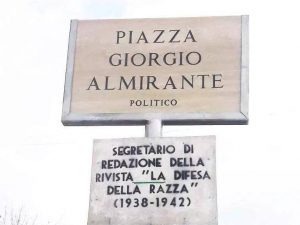 PIAZZA
GIORGIO
ALMIRANTE
POLITICO
SEGRETARIO DI
REDAZIONE DELLA
RIVISTA "LA DIFESA
DELLA RAZZA"
(1938-1942)